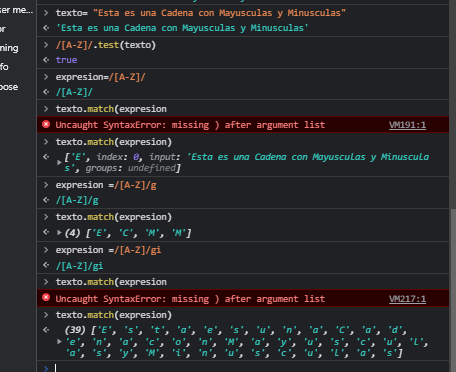 ser me...
or
ning
fo
oose
> texto= "Esta es una Cadena con Mayusculas y Minusculas"
< 'Esta es una Cadena con Mayusculas y Minusculas'
> /[A-Z]/.test(texto)
< true
> expresion=/[A-Z]/
< /[A-Z]/
> texto.match(expresion
Uncaught SyntaxError: missing ) after argument list VM191:1
> texto.match(expresion)
< ['E', index: 0, input: 'Esta es una Cadena con Mayusculas y Minuscula
s', groups: undefined]
> expresion =/[A-Z]/g
< /[A-Z]/g
> texto.match(expresion)
< (4) ['E', 'C', 'M', 'M']
> expresion =/[A-Z]/gi
< /[A-Z]/gi
> texto.match(expresion
Uncaught SyntaxError: missing ) after argument list VM217:1
> texto.match(expresion)
< (39) ['E', 's', 't', 'a', 'e', 's', 'u', 'n', 'a', 'C', 'a', 'd',
'e', 'n', 'a', 'c', 'o', 'n', 'M', 'a', 'y', 'u', 's', 'c', 'u', 'l',
'a', 's', 'y', 'M', 'i', 'n', 'u', 's', 'c', 'u', 'l', 'a', 's']
>